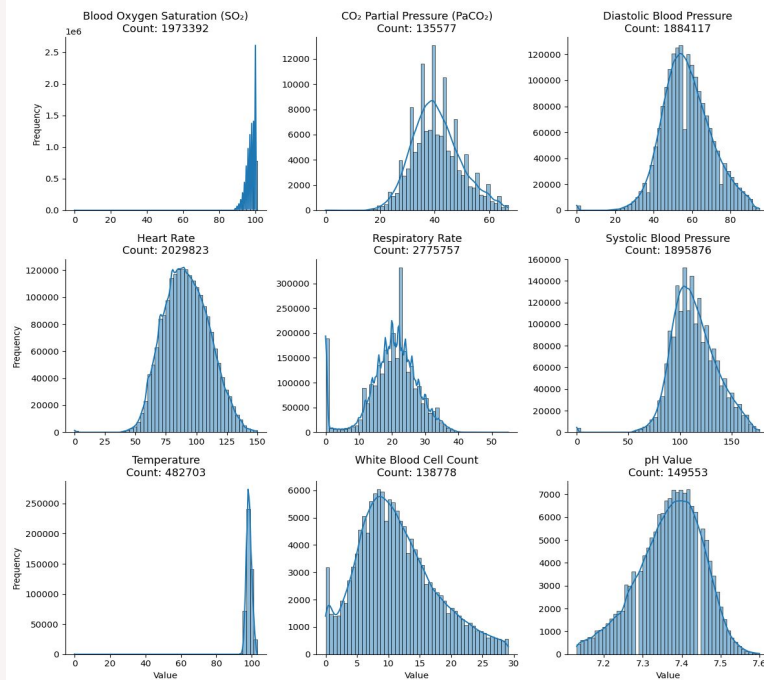 Blood Oxygen Saturation (SO₂)
Count: 1973392
1e6
2.5
2.0
1.5
1.0
0.5
0.0
Frequency
0 20 40 60 80 100
CO₂ Partial Pressure (PaCO₂)
Count: 135577
12000
10000
8000
6000
4000
2000
0
0 20 40 60
Diastolic Blood Pressure
Count: 1884117
120000
100000
80000
60000
40000
20000
0
0 20 40 60 80
Heart Rate
Count: 2029823
120000
100000
80000
60000
40000
20000
0
Frequency
0 25 50 75 100 125 150
Respiratory Rate
Count: 2775757
300000
250000
200000
150000
100000
50000
0
0 10 20 30 40 50
Systolic Blood Pressure
Count: 1895876
160000
140000
120000
100000
80000
60000
40000
20000
0
0 50 100 150
Temperature
Count: 482703
250000
200000
150000
100000
50000
0
Frequency
0 20 40 60 80 100
Value
White Blood Cell Count
Count: 138778
6000
5000
4000
3000
2000
1000
0
0 5 10 15 20 25 30
Value
pH Value
Count: 149553
7000
6000
5000
4000
3000
2000
1000
0
7.2 7.3 7.4 7.5 7.6
Value